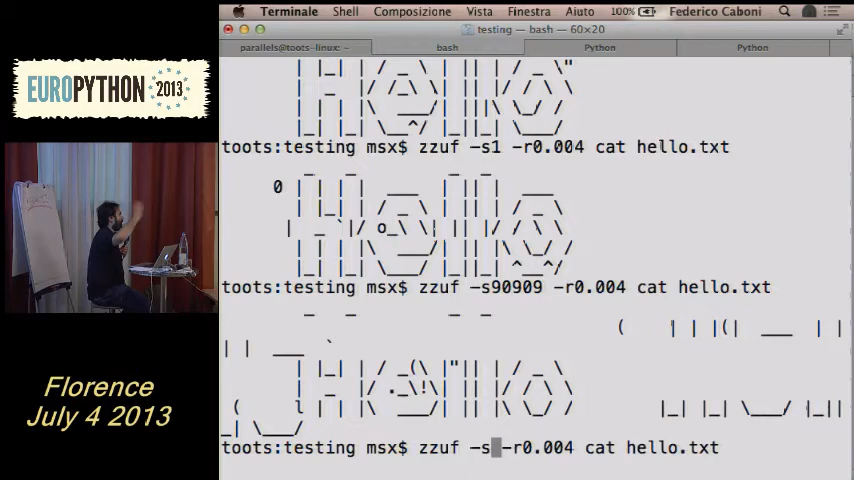 Terminale Shell Composizione Vista Finestra Aiuto 100% Federico Caboni
testing — bash — 60×20
parallels@toots-linux: ~ bash Python Python
EUROPYTHON 2013
toots:testing msx$ zzuf -s1 -r0.004 cat hello.txt
toots:testing msx$ zzuf -s90909 -r0.004 cat hello.txt
toots:testing msx$ zzuf -s -r0.004 cat hello.txt
Florence
July 4 2013